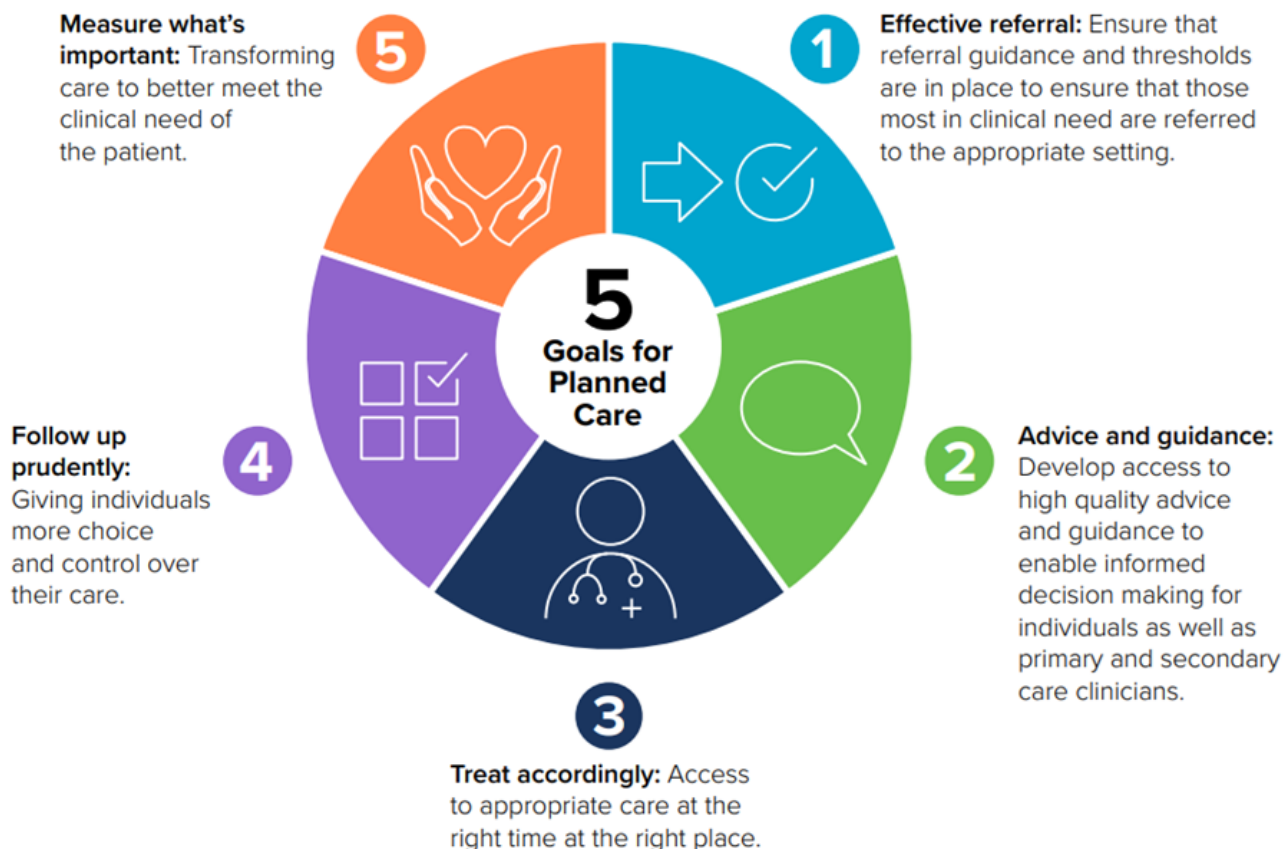 5
Goals for
Planned
Care
1
Effective referral: Ensure that
referral guidance and thresholds
are in place to ensure that those
most in clinical need are referred
to the appropriate setting.
2
Advice and guidance:
Develop access to
high quality advice
and guidance to
enable informed
decision making for
individuals as well as
primary and secondary
care clinicians.
3
Treat accordingly: Access
to appropriate care at the
right time at the right place.
4
Follow up
prudently:
Giving individuals
more choice
and control over
their care.
5
Measure what's
important: Transforming
care to better meet the
clinical need of
the patient.